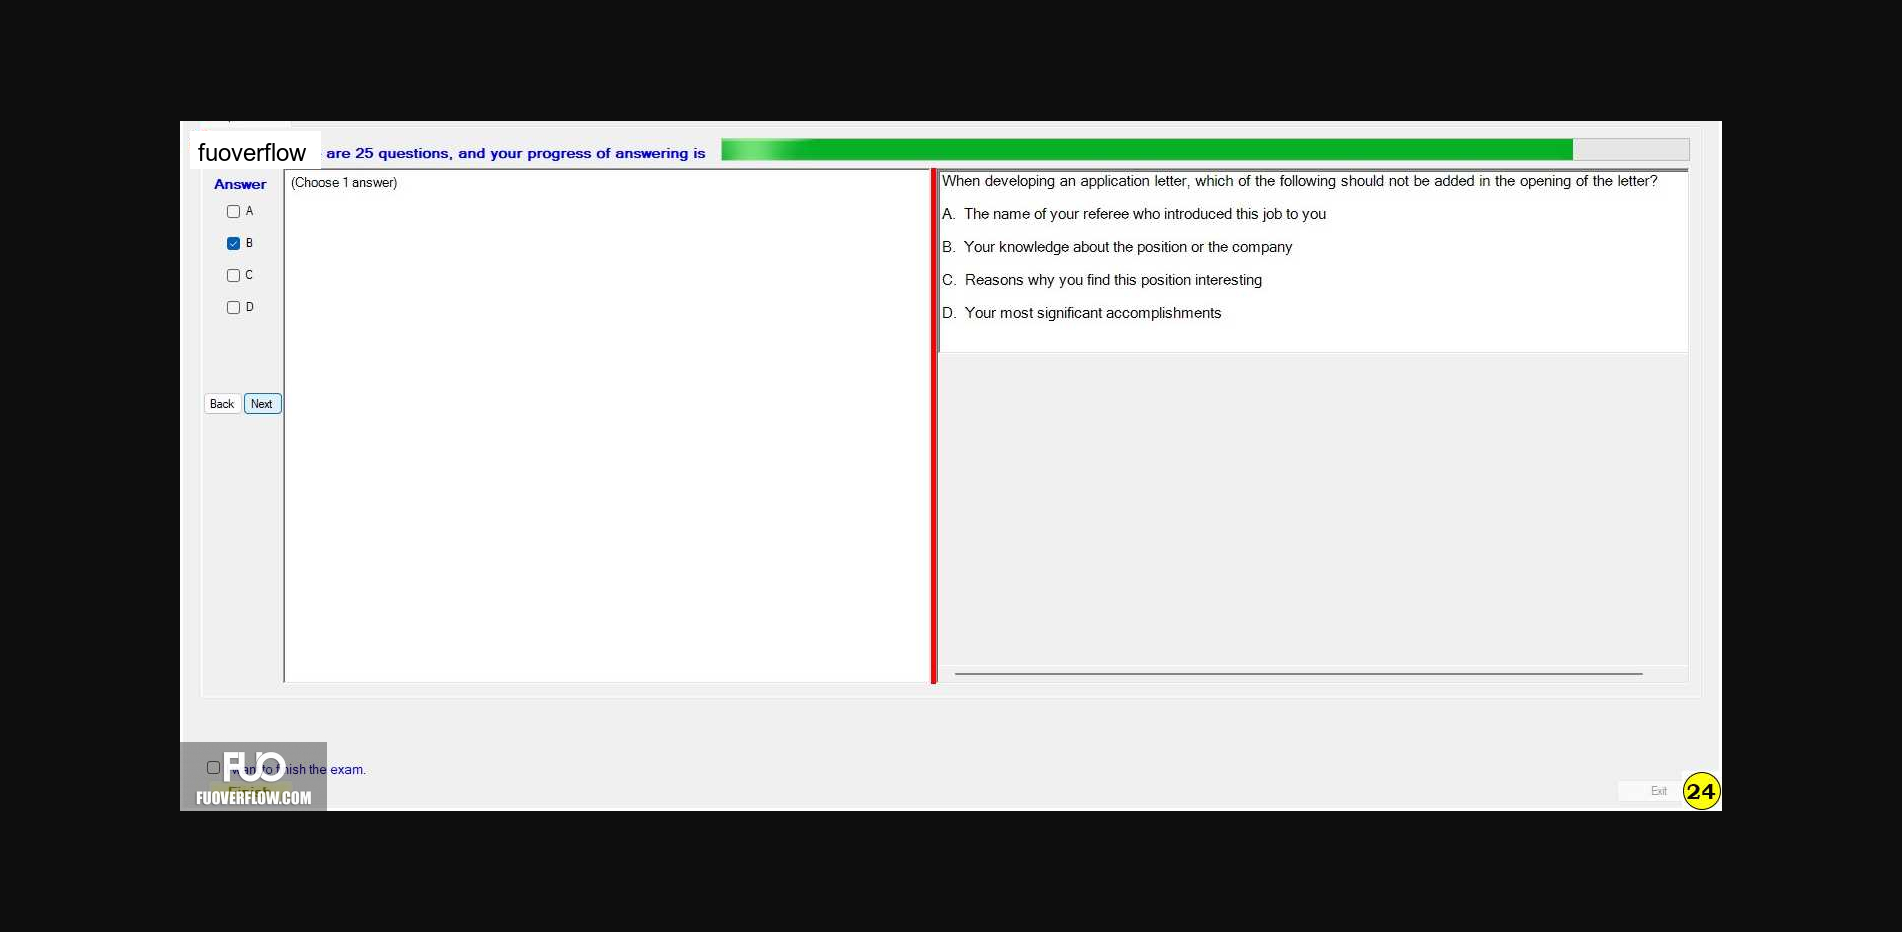 fuoverflow are 25 questions, and your progress of answering is
Answer
A
B
C
D
Back Next
(Choose 1 answer)
When developing an application letter, which of the following should not be added in the opening of the letter?
A. The name of your referee who introduced this job to you
B. Your knowledge about the position or the company
C. Reasons why you find this position interesting
D. Your most significant accomplishments
want to finish the exam.
Finish
FUO
FUOVERFLOW.COM
Exit
24